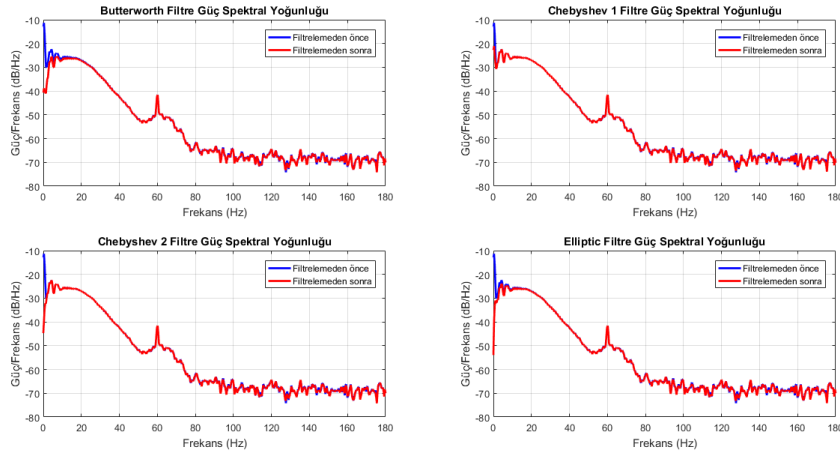 Butterworth Filtre Güç Spektral Yoğunluğu
Güç/Frekans (dB/Hz)
-10
-20
-30
-40
-50
-60
-70
-80
Filtrelemeden önce
Filtrelemeden sonra
0 20 40 60 80 100 120 140 160 180
Frekans (Hz)
Chebyshev 1 Filtre Güç Spektral Yoğunluğu
Güç/Frekans (dB/Hz)
-10
-20
-30
-40
-50
-60
-70
-80
Filtrelemeden önce
Filtrelemeden sonra
0 20 40 60 80 100 120 140 160 180
Frekans (Hz)
Chebyshev 2 Filtre Güç Spektral Yoğunluğu
Güç/Frekans (dB/Hz)
-10
-20
-30
-40
-50
-60
-70
-80
Filtrelemeden önce
Filtrelemeden sonra
0 20 40 60 80 100 120 140 160 180
Frekans (Hz)
Elliptic Filtre Güç Spektral Yoğunluğu
Güç/Frekans (dB/Hz)
-10
-20
-30
-40
-50
-60
-70
-80
Filtrelemeden önce
Filtrelemeden sonra
0 20 40 60 80 100 120 140 160 180
Frekans (Hz)